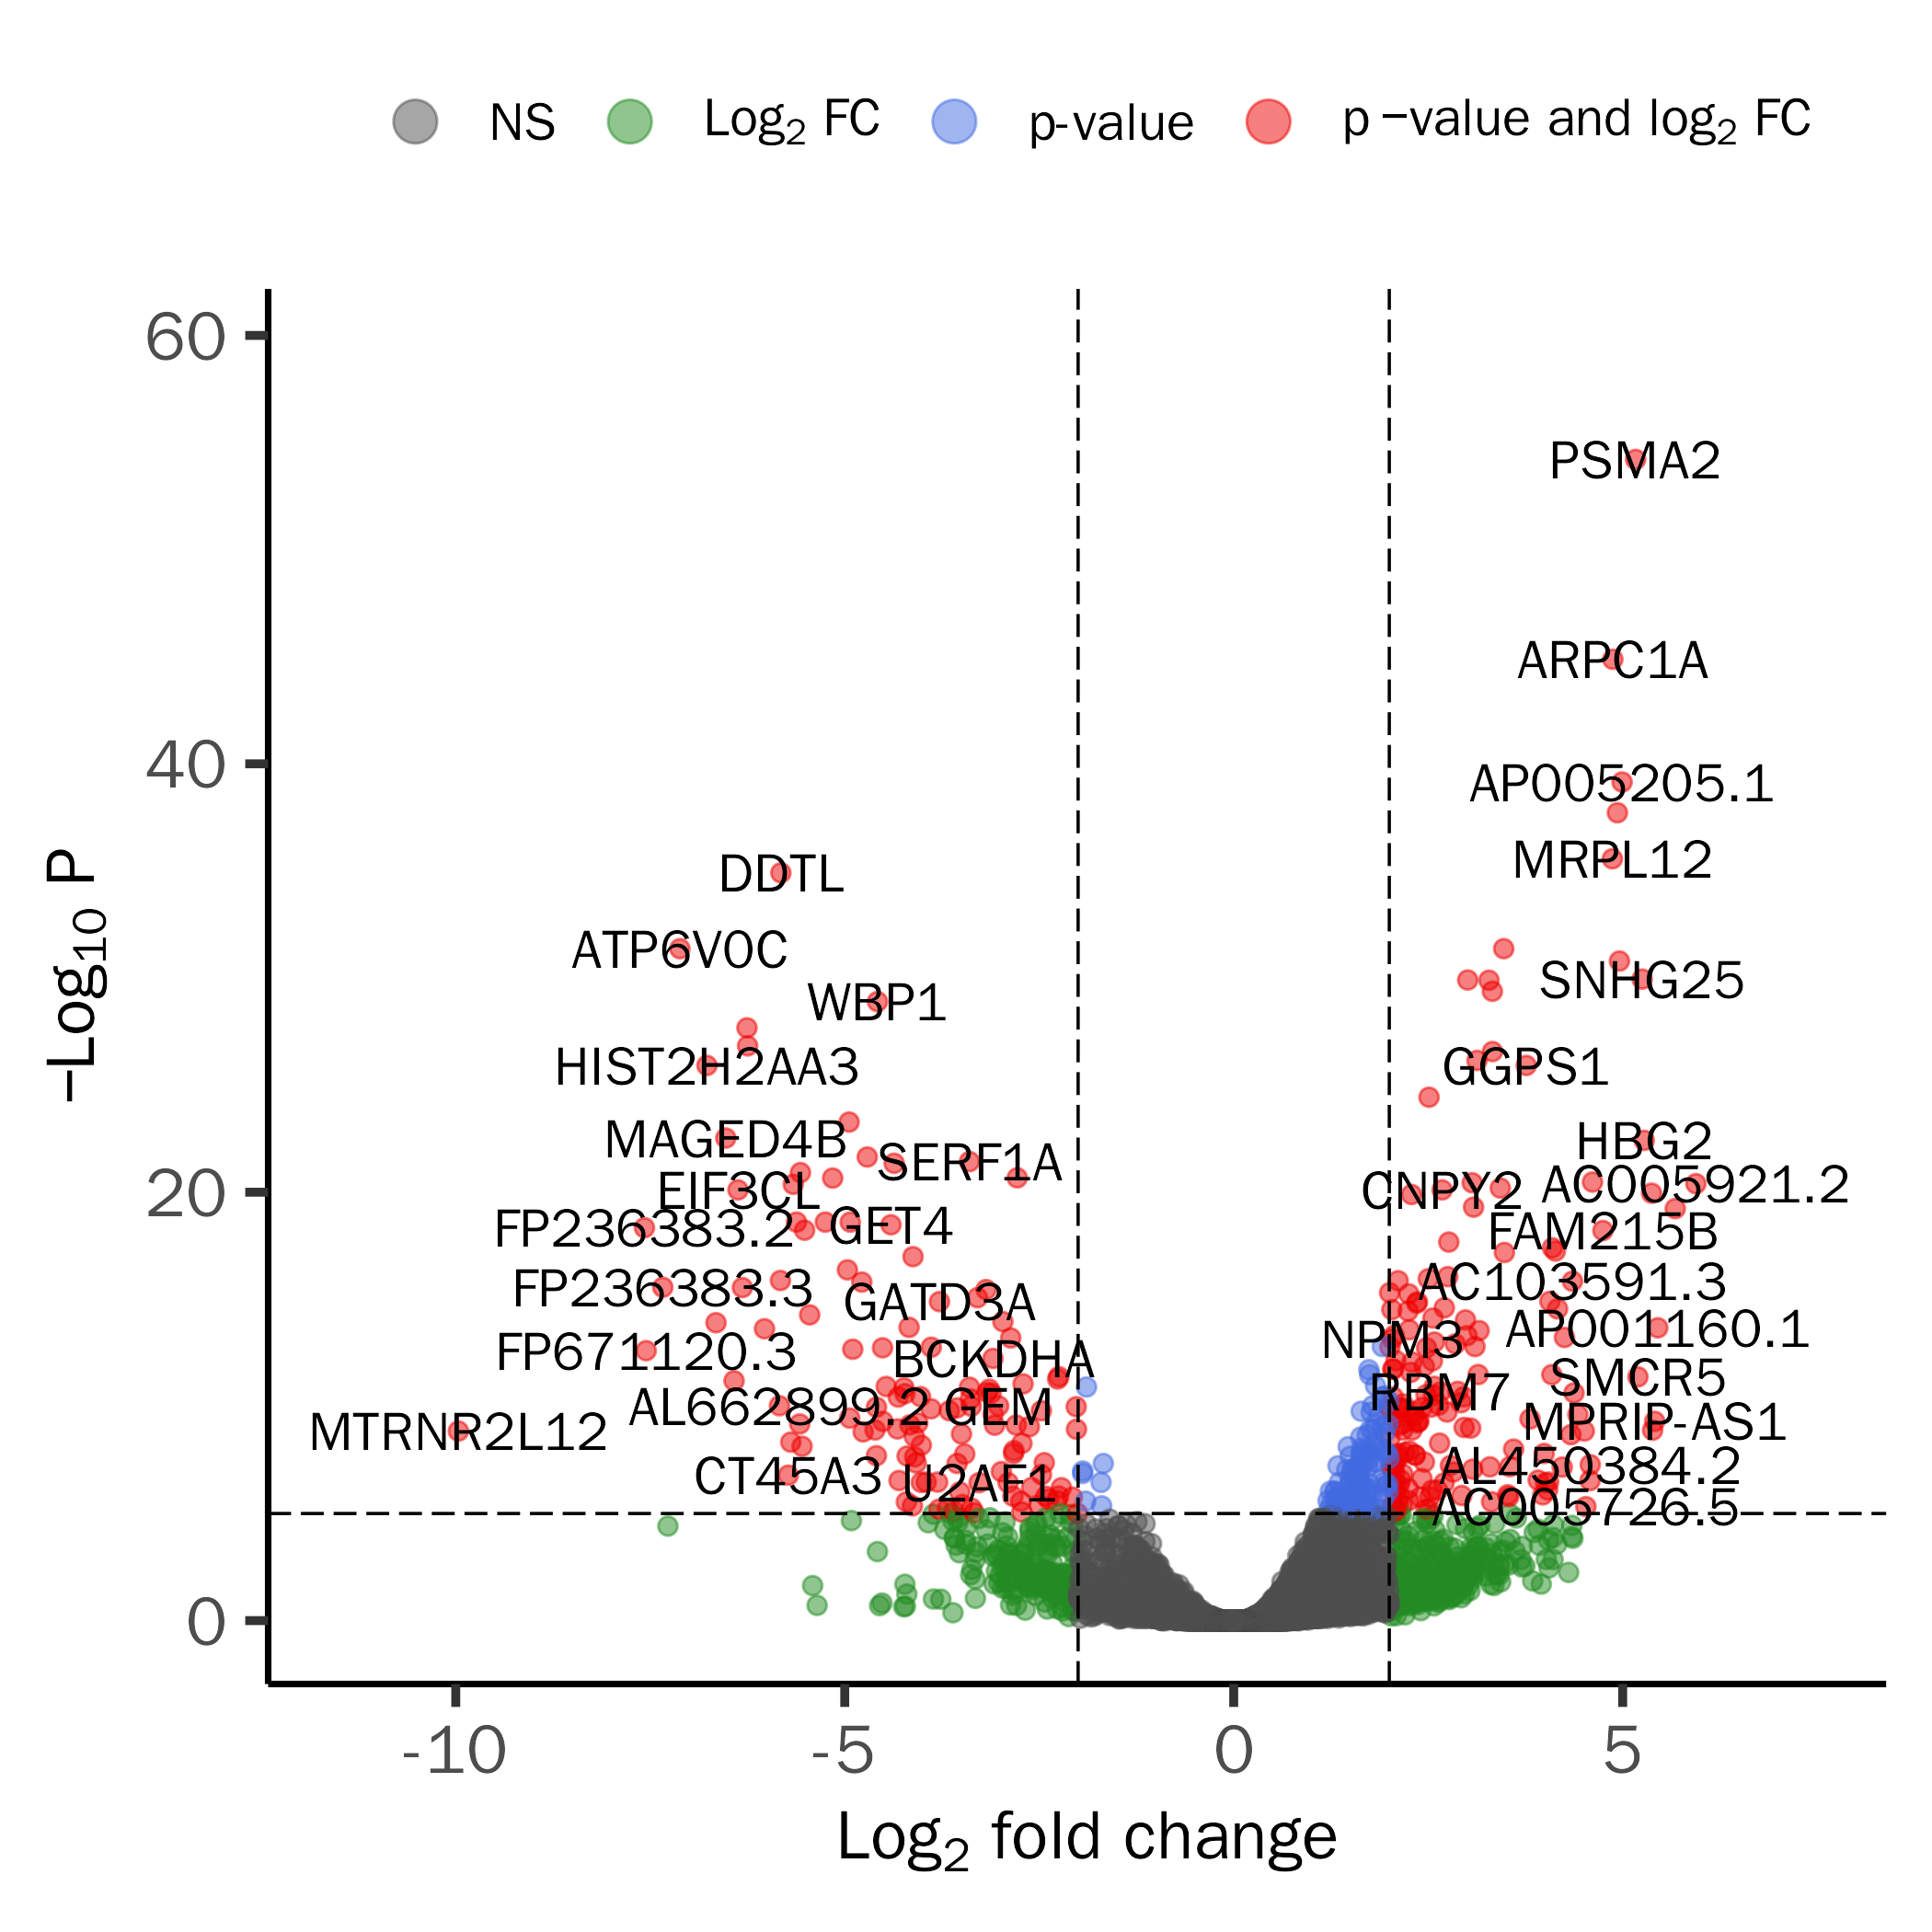 NS Log2 FC p-value p −value and log2 FC
60
PSMA2
ARPC1A
40
AP005205.1
MRPL12
DDTL
ATP6V0C
SNHG25
WBP1
HIST2H2AA3
GGPS1
MAGED4B
HBG2
SERF1A
20
EIF3CL
CNPY2
AC005921.2
FP236383.2
GET4
FAM215B
FP236383.3
AC103591.3
GATD3A
NPM3
AP001160.1
FP671120.3
BCKDHA
SMCR5
RBM7
AL662899.2
GEM
MTRNR2L12
MPRIP-AS1
CT45A3
U2AF1
AL450384.2
AC005726.5
0
−Log10 P
-10 -5 0 5
Log2 fold change